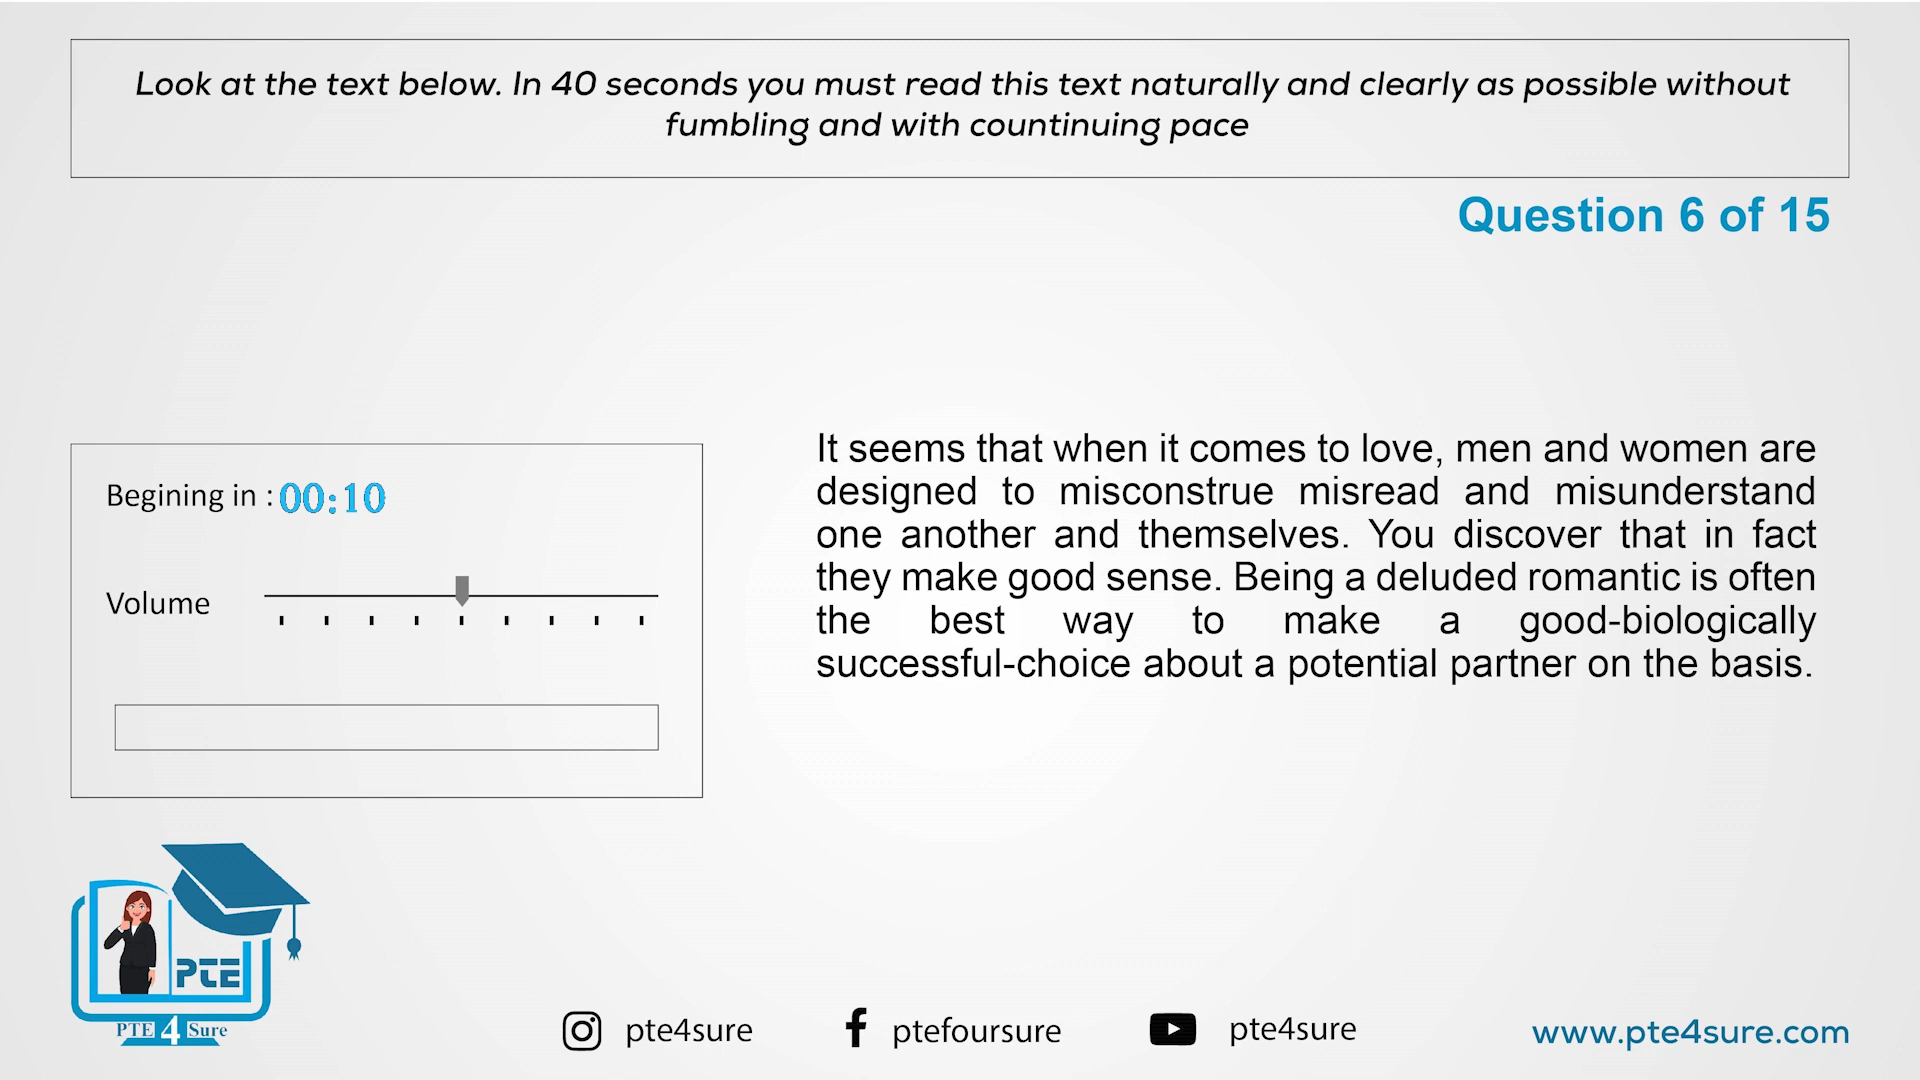 Look at the text below. In 40 seconds you must read this text naturally and clearly as possible without
fumbling and with countinuing pace
Question 6 of 15
Begining in : 00:10
Volume
It seems that when it comes to love, men and women are
designed to misconstrue misread and misunderstand
one another and themselves. You discover that in fact
they make good sense. Being a deluded romantic is often
the best way to make a good-biologically
successful-choice about a potential partner on the basis.
PTE
PTE 4 Sure
pte4sure
ptefoursure
pte4sure
www.pte4sure.com